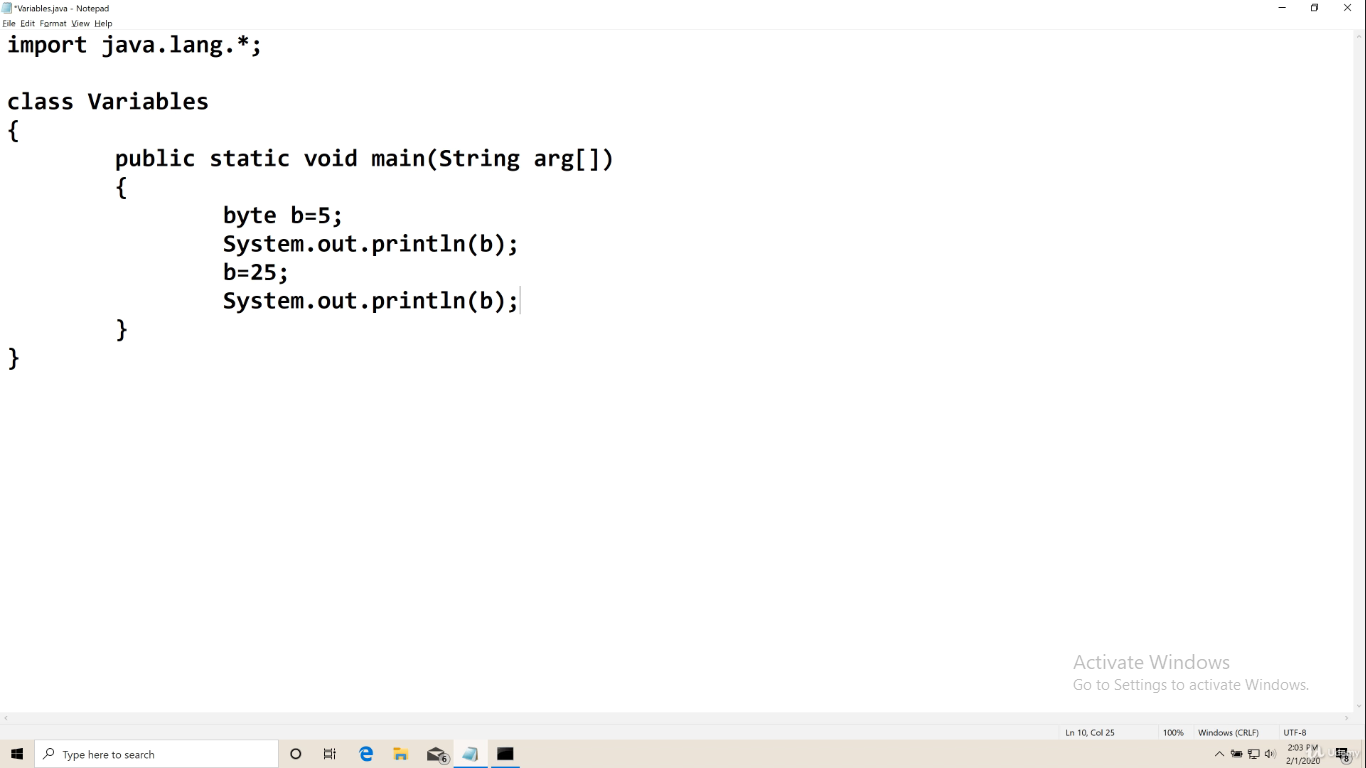 *Variables.java - Notepad
File Edit Format View Help
import java.lang.*;
class Variables
{
public static void main(String arg[])
{
byte b=5;
System.out.println(b);
b=25;
System.out.println(b);
}
}
Activate Windows
Go to Settings to activate Windows.
Ln 10, Col 25
100%
Windows (CRLF)
UTF-8
Type here to search
6
2:03 PM
2/1/2020
8